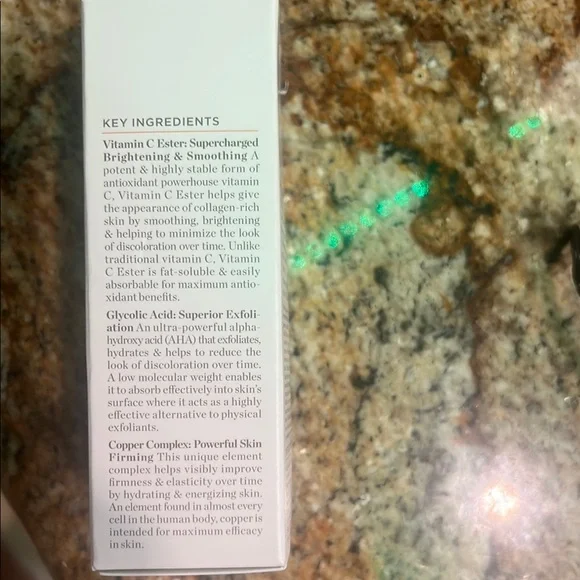 KEY INGREDIENTS
Vitamin C Ester: Supercharged
Brightening & Smoothing A
potent & highly stable form of
antioxidant powerhouse vitamin
C, Vitamin C Ester helps give
the appearance of collagen-rich
skin by smoothing, brightening
& helping to minimize the look
of discoloration over time. Unlike
traditional vitamin C, Vitamin
C Ester is fat-soluble & easily
absorbable for maximum antio-
xidant benefits.
Glycolic Acid: Superior Exfoli-
ation An ultra-powerful alpha-
hydroxy acid (AHA) that exfoliates,
hydrates & helps to reduce the
look of discoloration over time.
A low molecular weight enables
it to absorb effectively into skin's
surface where it acts as a highly
effective alternative to physical
exfoliants.
Copper Complex: Powerful Skin
Firming This unique element
complex helps visibly improve
firmness & elasticity over time
by hydrating & energizing skin.
An element found in almost every
cell in the human body, copper is
intended for maximum efficacy
in skin.